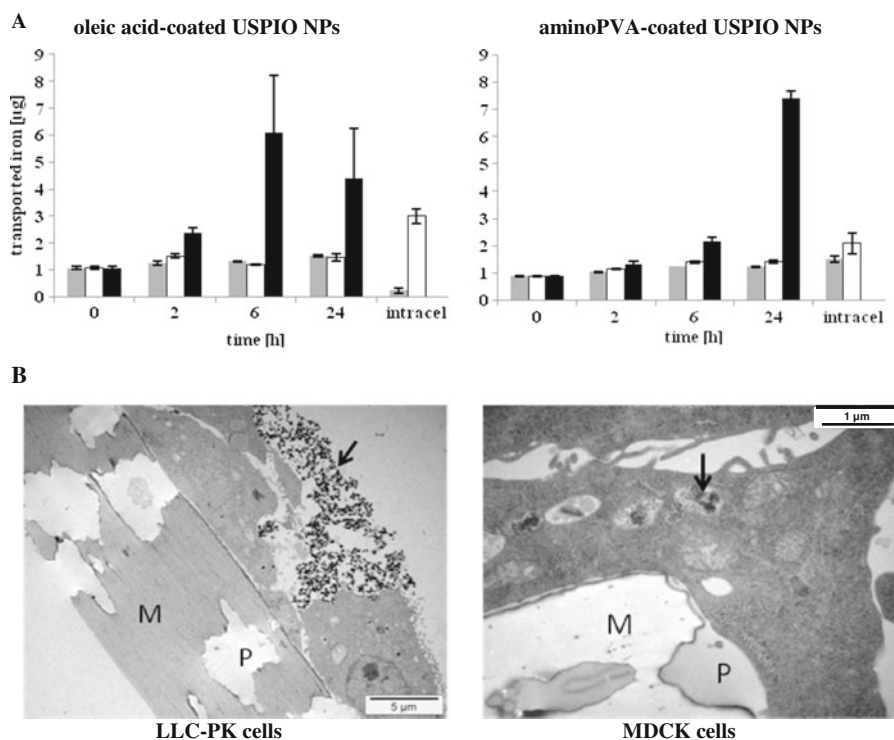 A
oleic acid-coated USPIO NPs
aminoPVA-coated USPIO NPs
transported iron [µg]
9
8
7
6
5
4
3
2
1
0
0 2 6 24 intracel
time [h]
9
8
7
6
5
4
3
2
1
0
0 2 6 24 intracel
time [h]
B
M
P
5 µm
LLC-PK cells
1 µm
M
P
MDCK cells